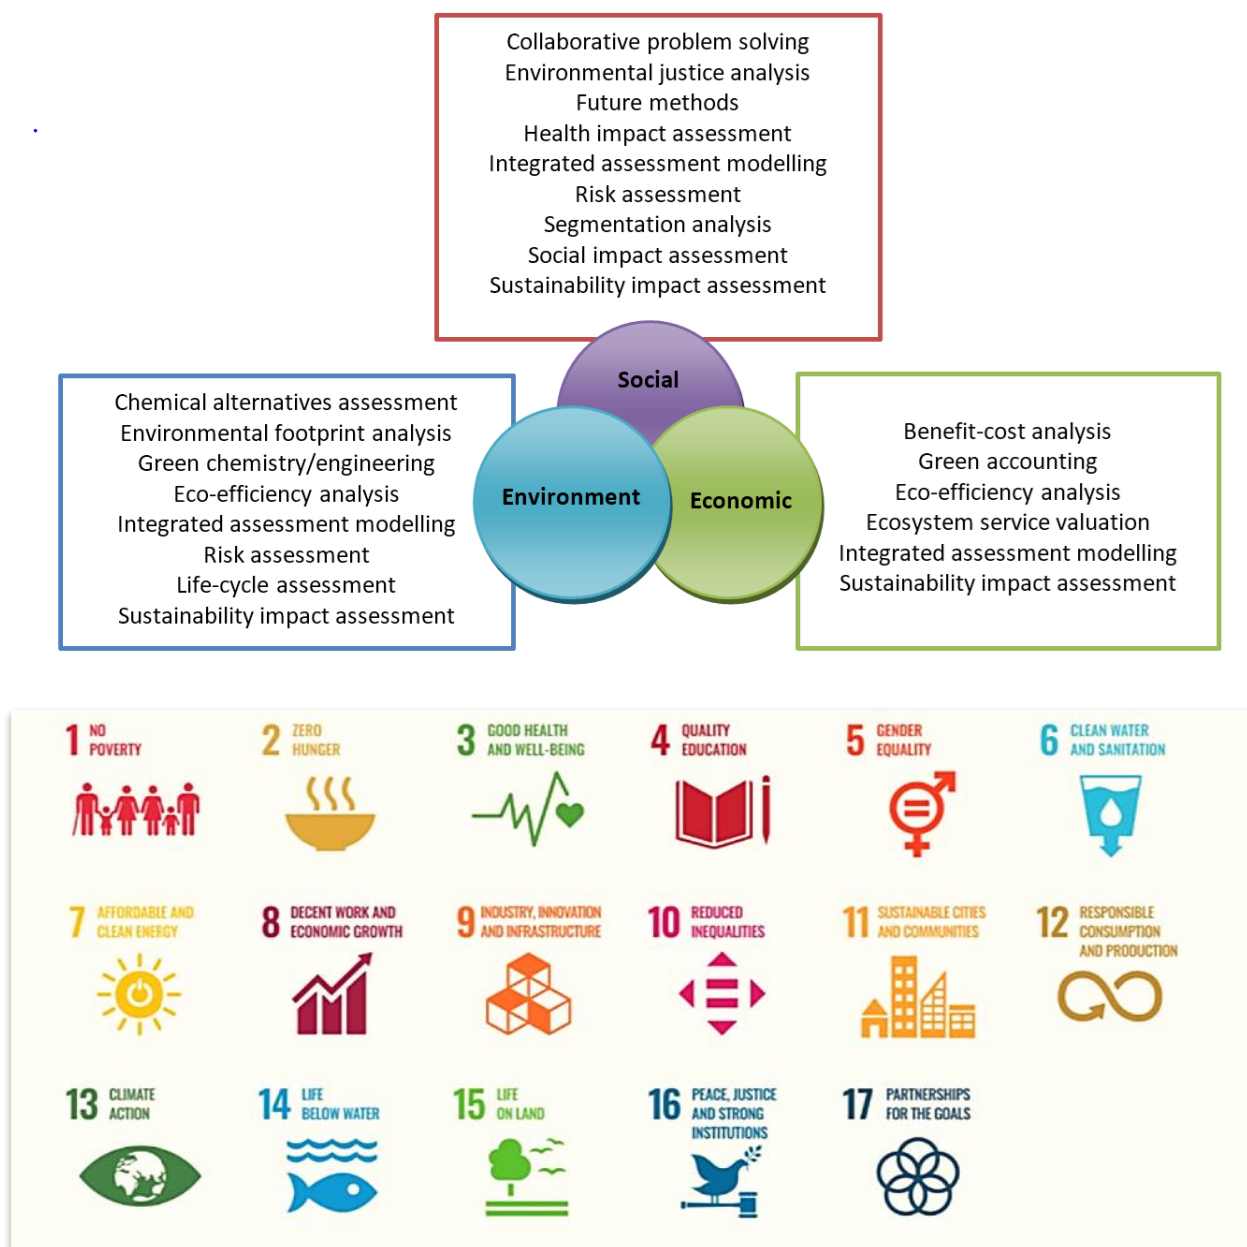 Collaborative problem solving
Environmental justice analysis
Future methods
Health impact assessment
Integrated assessment modelling
Risk assessment
Segmentation analysis
Social impact assessment
Sustainability impact assessment
Social
Environment
Economic
Chemical alternatives assessment
Environmental footprint analysis
Green chemistry/engineering
Eco-efficiency analysis
Integrated assessment modelling
Risk assessment
Life-cycle assessment
Sustainability impact assessment
Benefit-cost analysis
Green accounting
Eco-efficiency analysis
Ecosystem service valuation
Integrated assessment modelling
Sustainability impact assessment
1 NO
POVERTY
2 ZERO
HUNGER
3 GOOD HEALTH
AND WELL-BEING
4 QUALITY
EDUCATION
5 GENDER
EQUALITY
6 CLEAN WATER
AND SANITATION
7 AFFORDABLE AND
CLEAN ENERGY
8 DECENT WORK AND
ECONOMIC GROWTH
9 INDUSTRY, INNOVATION
AND INFRASTRUCTURE
10 REDUCED
INEQUALITIES
11 SUSTAINABLE CITIES
AND COMMUNITIES
12 RESPONSIBLE
CONSUMPTION
AND PRODUCTION
13 CLIMATE
ACTION
14 LIFE
BELOW WATER
15 LIFE
ON LAND
16 PEACE, JUSTICE
AND STRONG
INSTITUTIONS
17 PARTNERSHIPS
FOR THE GOALS